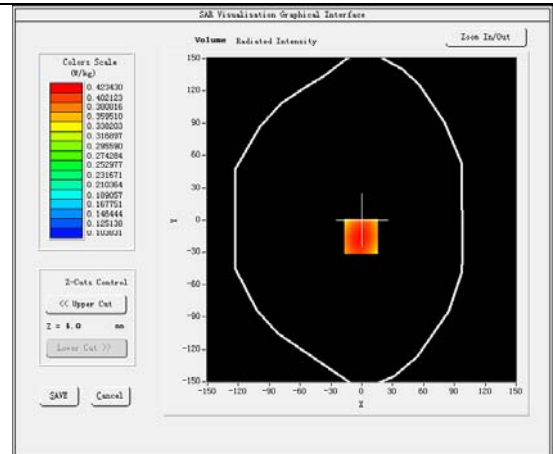 SAR Visualisation Graphical Interface
Volume Radiated Intensity
Zoom In/Out
Colors Scale
(W/kg)
0.423430
0.402123
0.380816
0.359510
0.338203
0.316897
0.295590
0.274284
0.252977
0.231671
0.210364
0.189057
0.167751
0.146444
0.125138
0.103831
150
120
90
60
30
0
-30
-60
-90
-120
-150
Y
-150 -120 -90 -60 -30 0 30 60 90 120 150
X
Z-Cuts Control
<< Upper Cut
Z = 4.0 mm
Lower Cut >>
SAVE Cancel